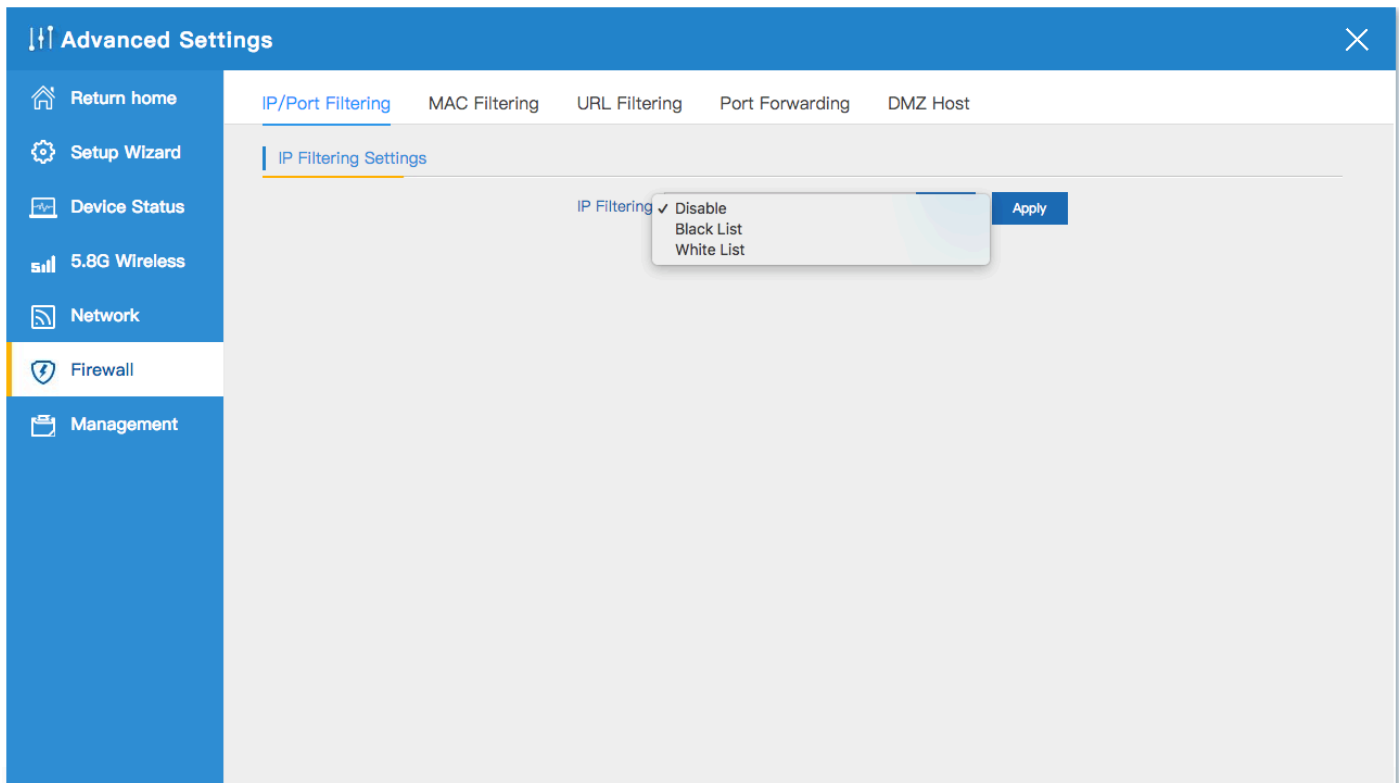 Advanced Settings
Return home
Setup Wizard
Device Status
5.8G Wireless
Network
Firewall
Management
IP/Port Filtering MAC Filtering URL Filtering Port Forwarding DMZ Host
IP Filtering Settings
IP Filtering ✓ Disable Apply
Black List
White List